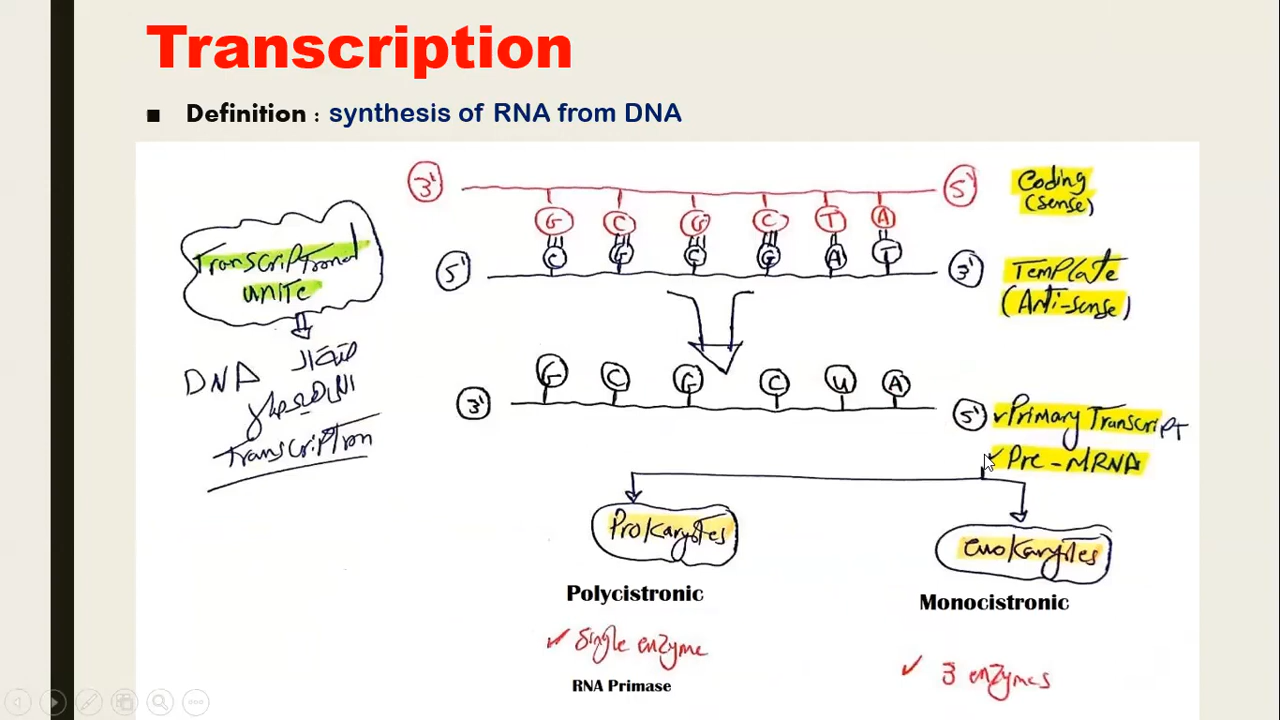 Transcription
■ Definition : synthesis of RNA from DNA
3' 5' Coding
(sense)
G C G C T A
C G C G A T
5' 3' Template
(Anti-sense)
Transcriptional
unite
DNA
Transcription
G C G C U A
3' 5' ✓Primary Transcript
✓Pre-mRNA
Prokaryotes
eukaryotes
Polycistronic
Monocistronic
✓ Single enzyme
✓ 3 enzymes
RNA Primase